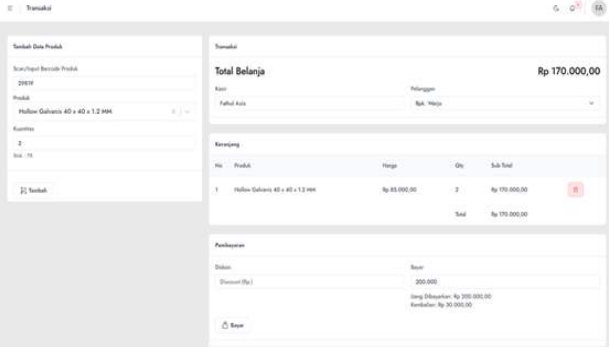 Transaksi
FA
Tambah Data Produk
Scan/Input Barcode Produk
2981F
Produk
Hollow Galvanis 40 x 40 x 1.2 MM
Kuantitas
2
Stok : 78
Tambah
Transaksi
Total Belanja Rp 170.000,00
Kasir Pelanggan
Fathul Aziz Bpk. Warjo
Keranjang
No Produk Harga Qty Sub Total
1 Hollow Galvanis 40 x 40 x 1.2 MM Rp 85.000,00 2 Rp 170.000,00
Total Rp 170.000,00
Pembayaran
Diskon Bayar
Discount (Rp.) 200.000
Uang Dibayarkan: Rp 200.000,00
Kembalian: Rp 30.000,00
Bayar